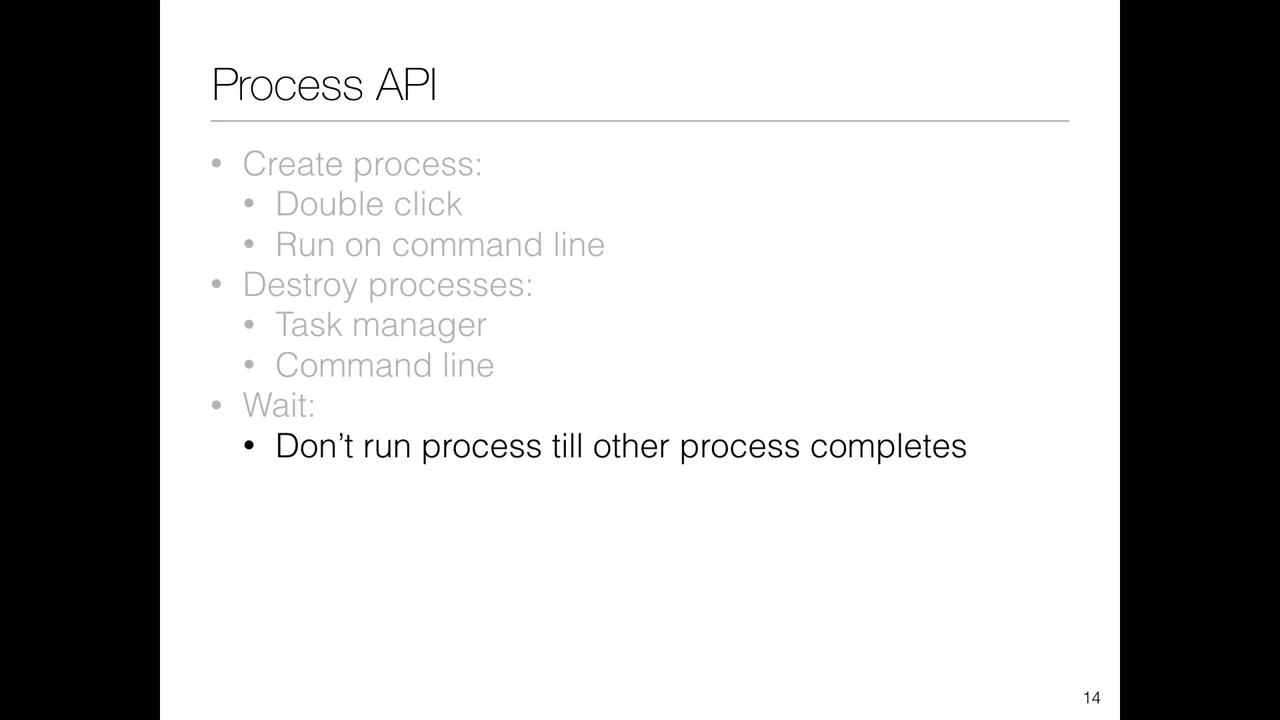 Process API
• Create process:
• Double click
• Run on command line
• Destroy processes:
• Task manager
• Command line
• Wait:
• Don’t run process till other process completes
14